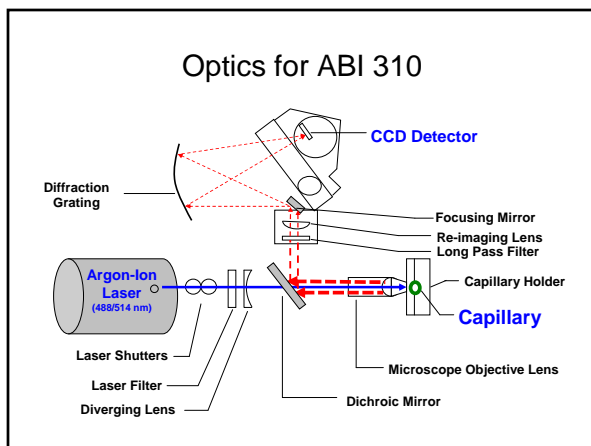 Optics for ABI 310
CCD Detector
Diffraction
Grating
Focusing Mirror
Re-imaging Lens
Long Pass Filter
Argon-Ion
Laser
(488/514 nm)
Capillary Holder
Capillary
Laser Shutters
Microscope Objective Lens
Laser Filter
Dichroic Mirror
Diverging Lens